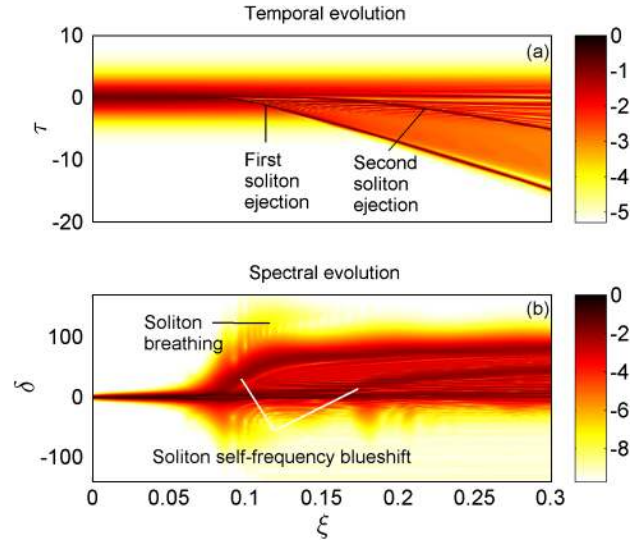 Temporal evolution
(a)
10
0
-10
-20
τ
First
soliton
ejection
Second
soliton
ejection
0
-1
-2
-3
-4
-5
Spectral evolution
(b)
100
0
-100
δ
Soliton
breathing
Soliton self-frequency blueshift
0
-2
-4
-6
-8
0
0.05
0.1
0.15
0.2
0.25
0.3
ξ